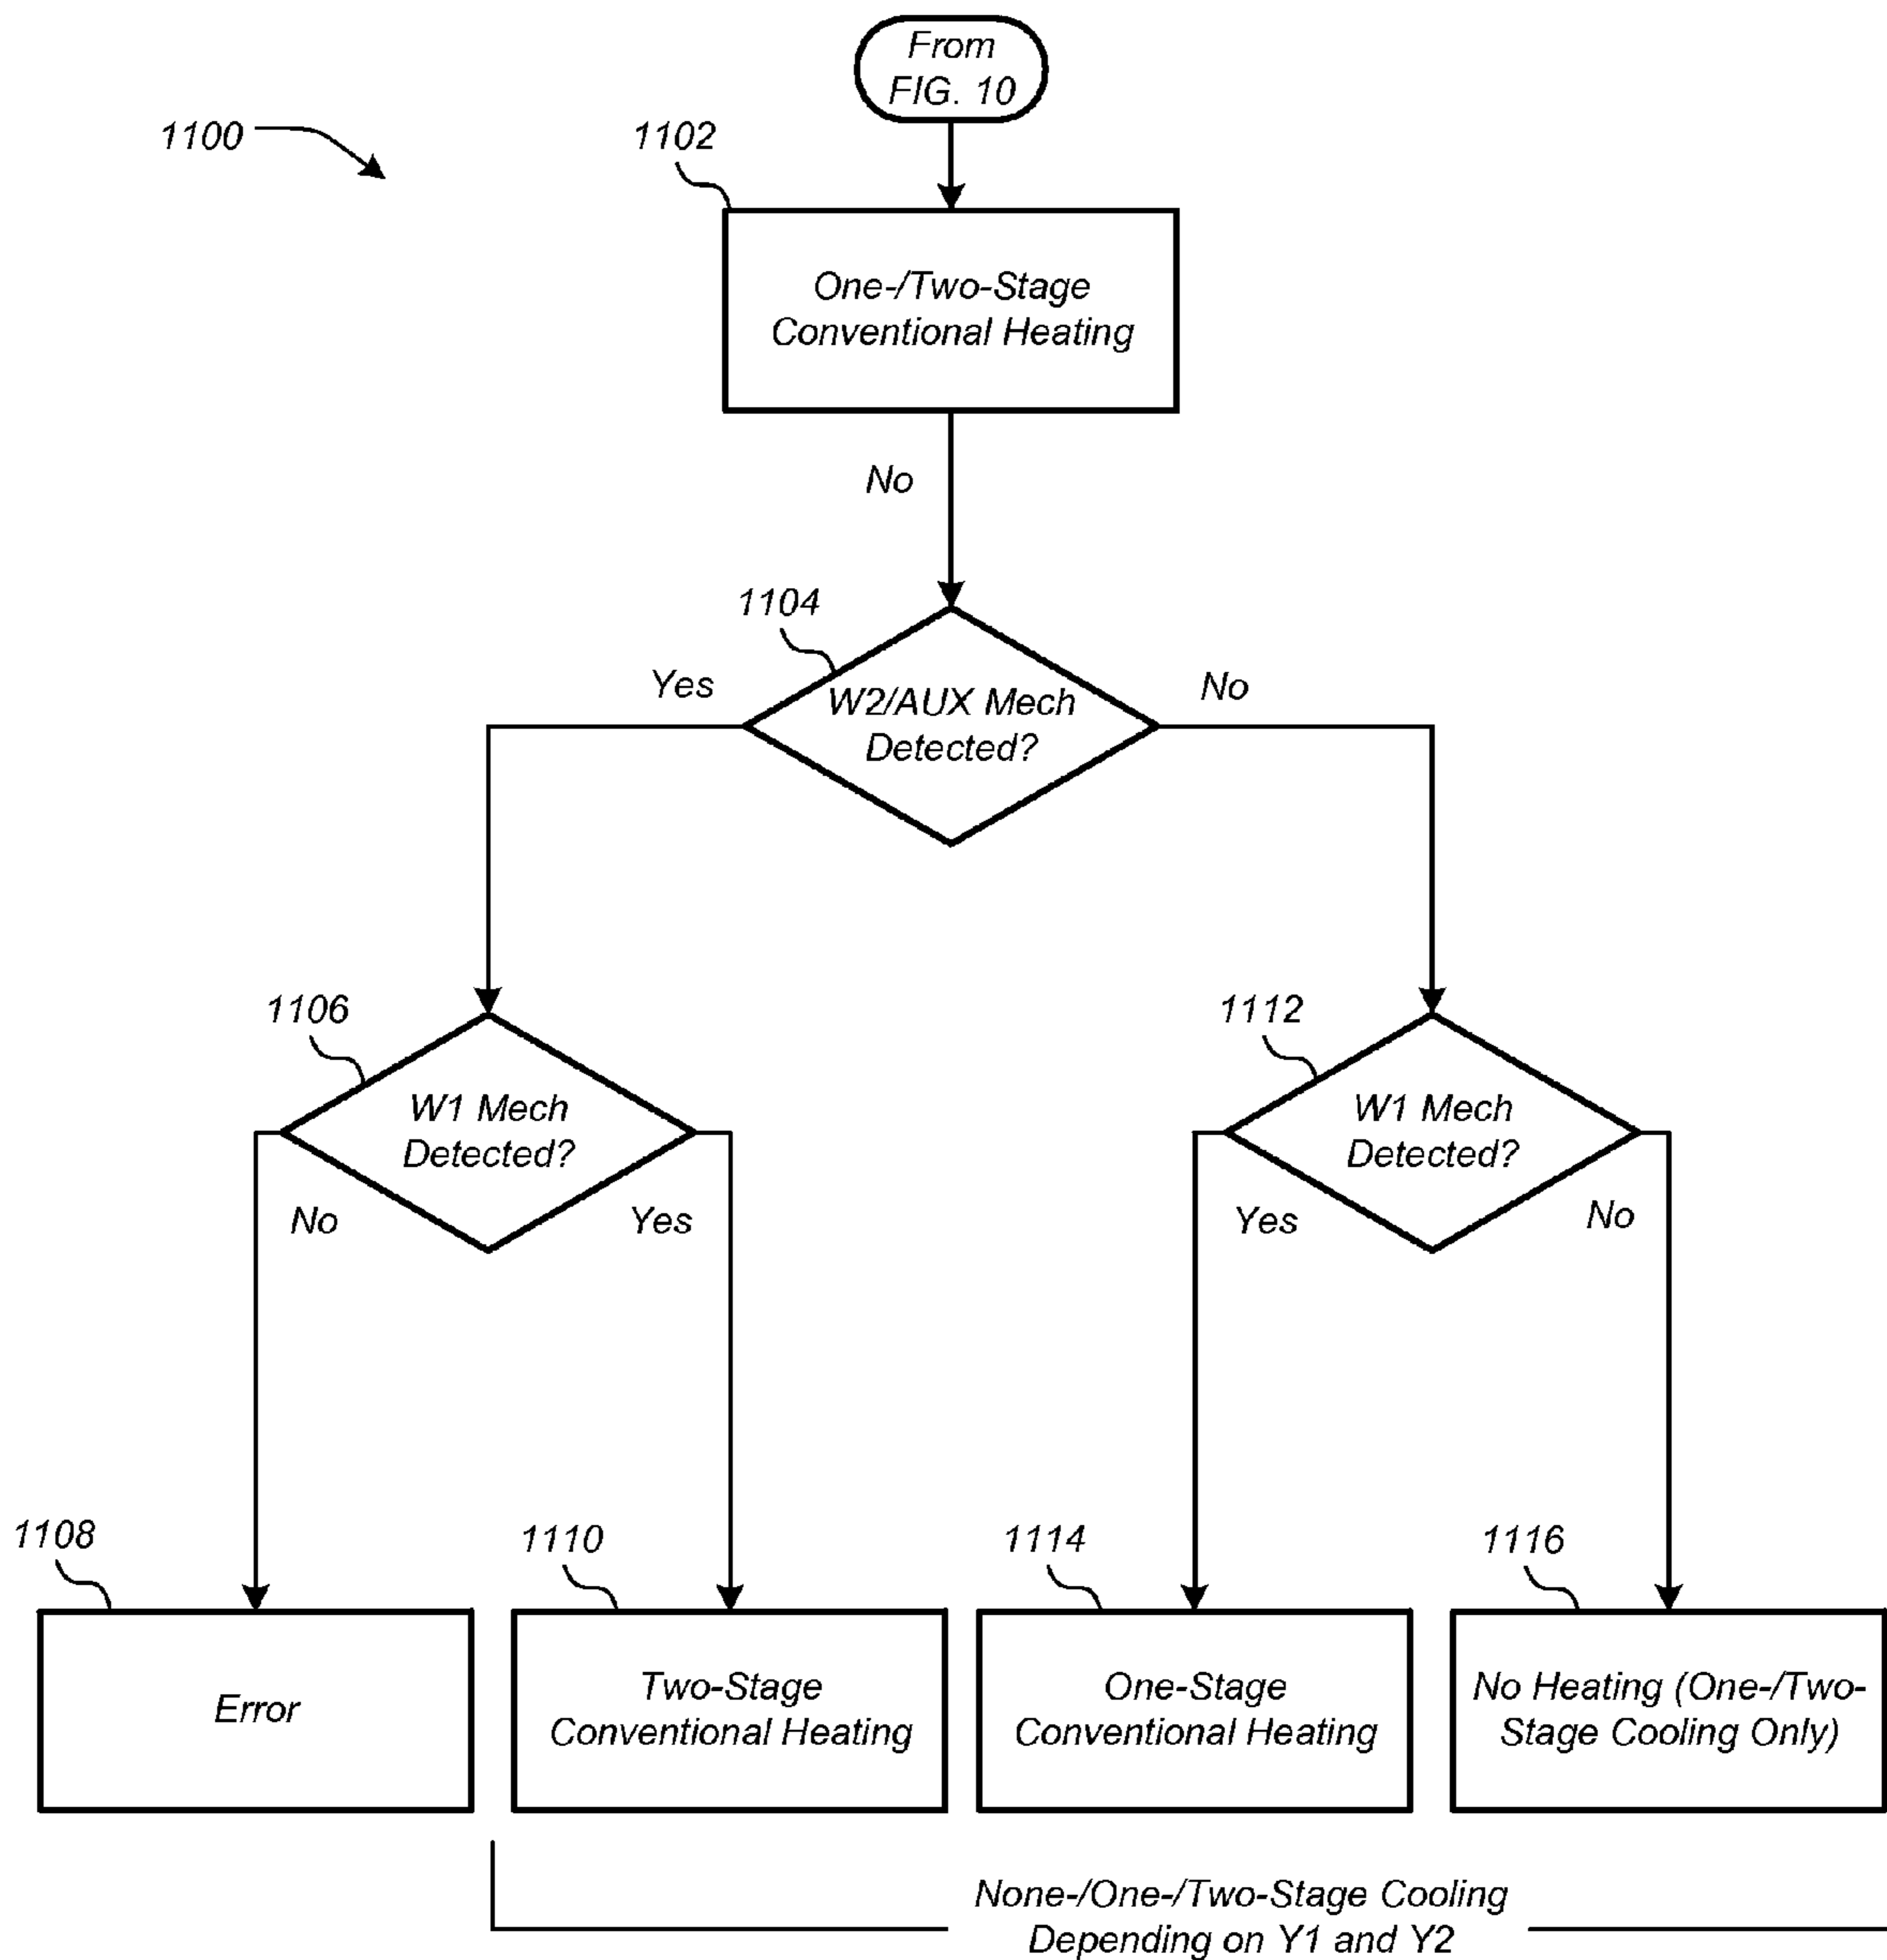 From
FIG. 10
1100
1102
One-/Two-Stage
Conventional Heating
No
1104
Yes
No
W2/AUX Mech
Detected?
1106
1112
W1 Mech
Detected?
W1 Mech
Detected?
No
Yes
Yes
No
1108
1110
1114
1116
Error
Two-Stage
Conventional Heating
One-Stage
Conventional Heating
No Heating (One-/Two-
Stage Cooling Only)
None-/One-/Two-Stage Cooling
Depending on Y1 and Y2